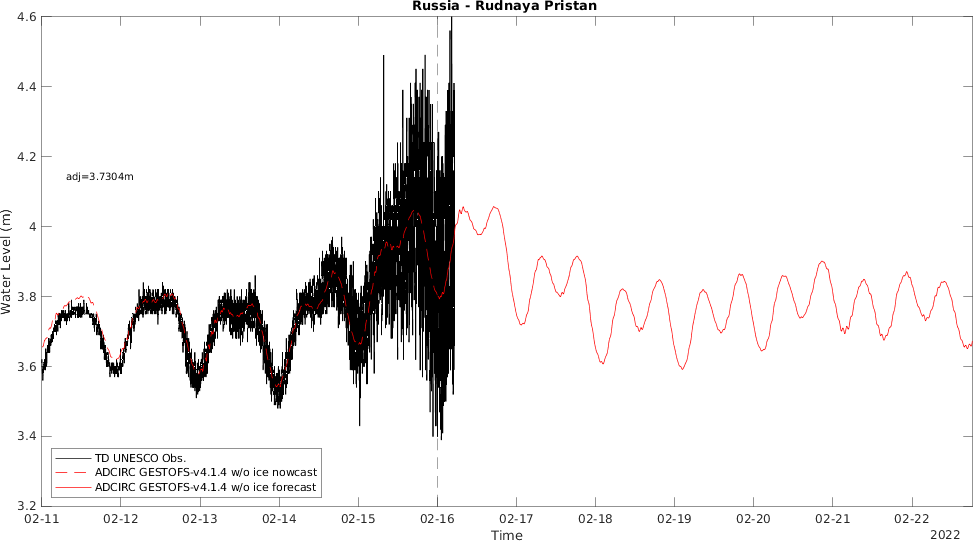 Russia - Rudnaya Pristan
4.6
4.4
4.2
4
3.8
3.6
3.4
3.2
Water Level (m)
adj=3.7304m
TD UNESCO Obs.
ADCIRC GESTOFS-v4.1.4 w/o ice nowcast
ADCIRC GESTOFS-v4.1.4 w/o ice forecast
02-11 02-12 02-13 02-14 02-15 02-16 02-17 02-18 02-19 02-20 02-21 02-22
Time
2022